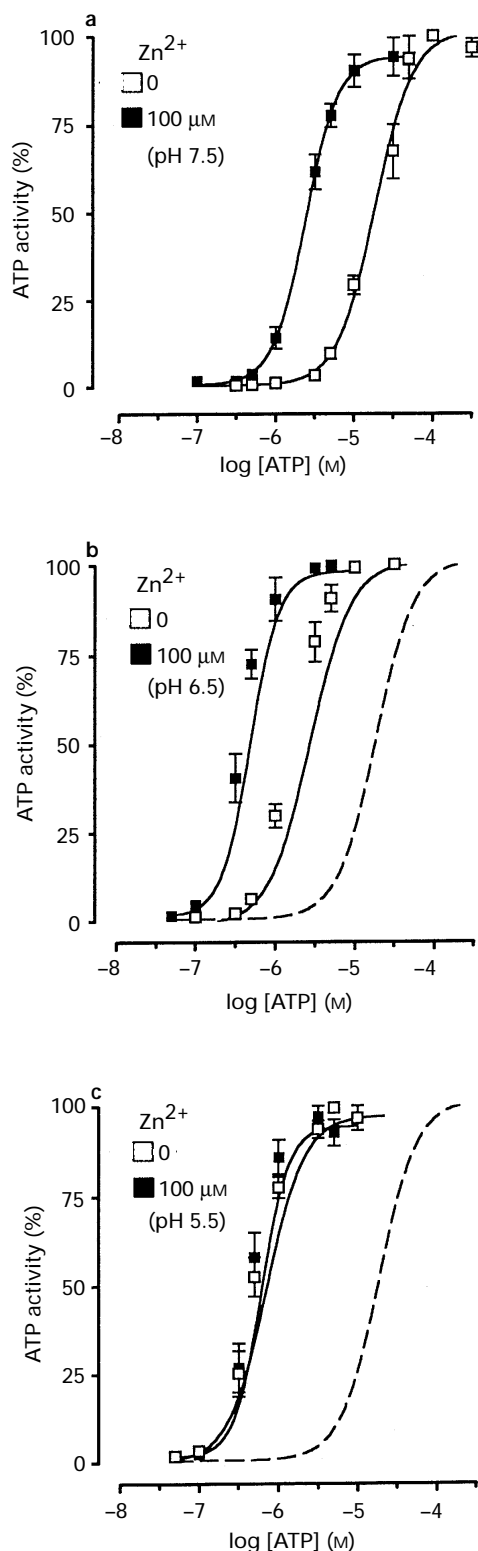 a
Zn²⁺
0
100 μM
(pH 7.5)
100
75
50
25
0
ATP activity (%)
−8 −7 −6 −5 −4
log [ATP] (M)
b
Zn²⁺
0
100 μM
(pH 6.5)
100
75
50
25
0
ATP activity (%)
−8 −7 −6 −5 −4
log [ATP] (M)
c
Zn²⁺
0
100 μM
(pH 5.5)
100
75
50
25
0
ATP activity (%)
−8 −7 −6 −5 −4
log [ATP] (M)